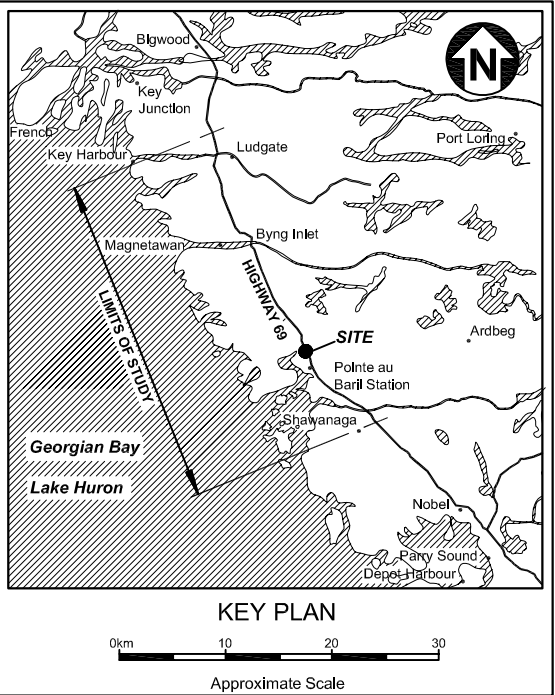 Bigwood
N
Key
Junction
French
Port Loring
Key Harbour
Ludgate
Byng Inlet
Magnetawan
HIGHWAY 69
LIMITS OF STUDY
SITE
Ardbeg
Pointe au
Baril Station
Shawanaga
Georgian Bay
Lake Huron
Nobel
Parry Sound
Depot Harbour
KEY PLAN
0km 10 20 30
Approximate Scale